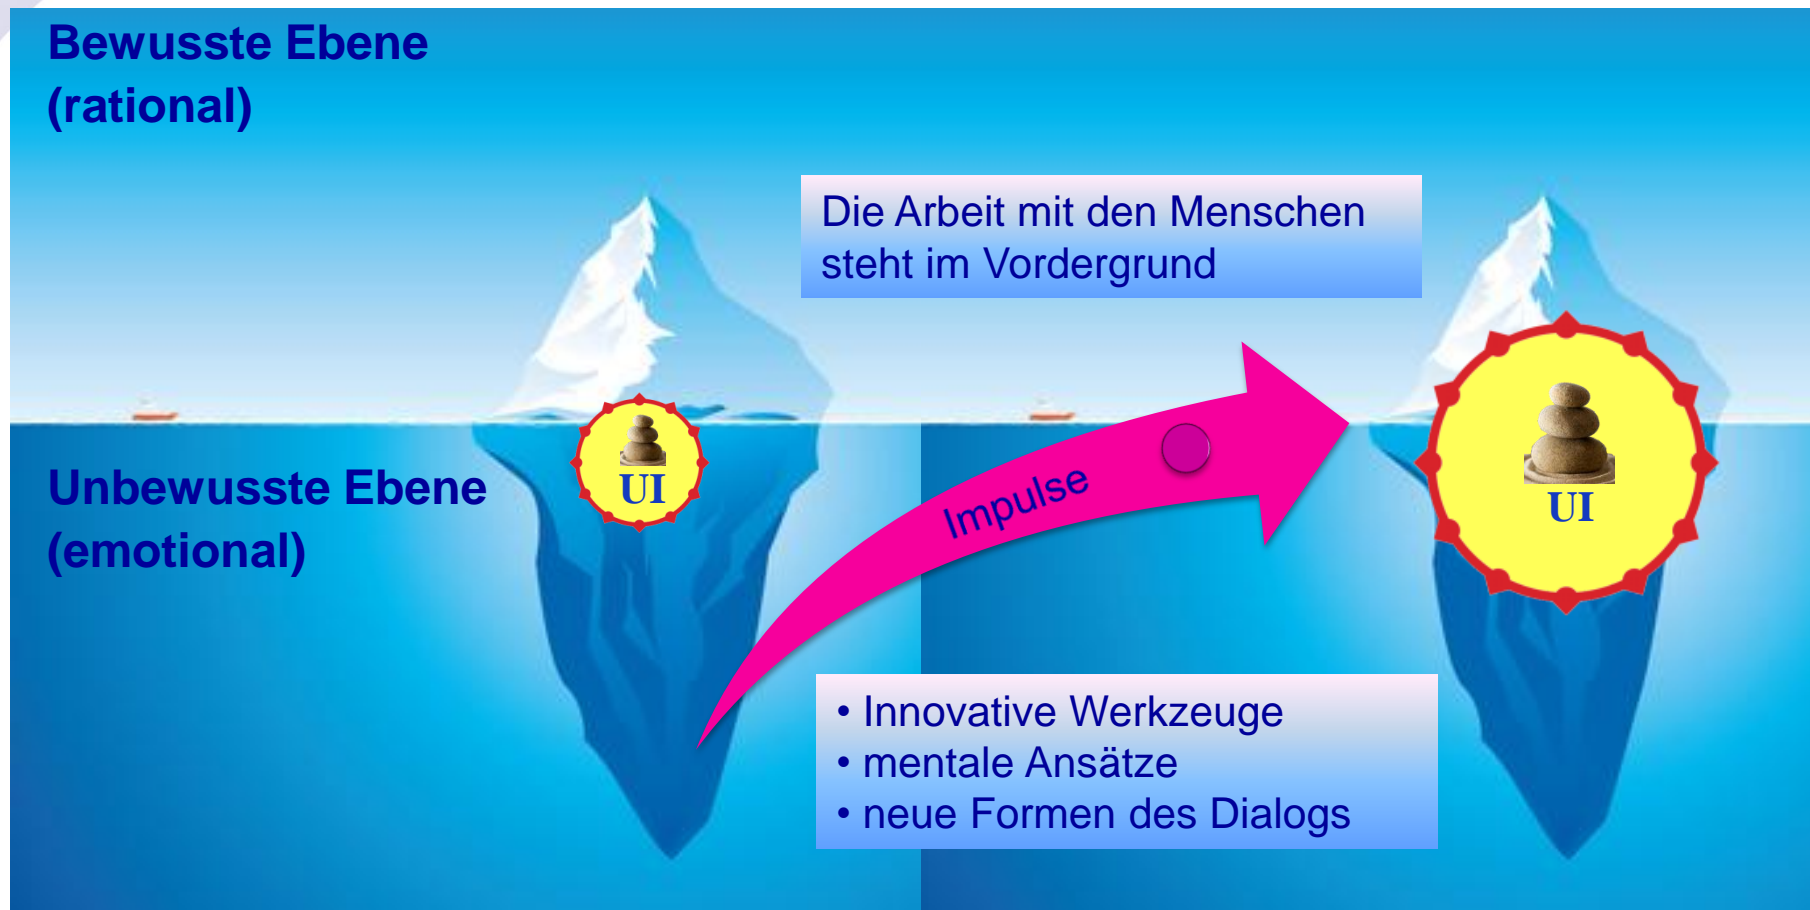 Bewusste Ebene
(rational)
Die Arbeit mit den Menschen
steht im Vordergrund
Unbewusste Ebene
(emotional)
UI
Impulse
UI
• Innovative Werkzeuge
• mentale Ansätze
• neue Formen des Dialogs